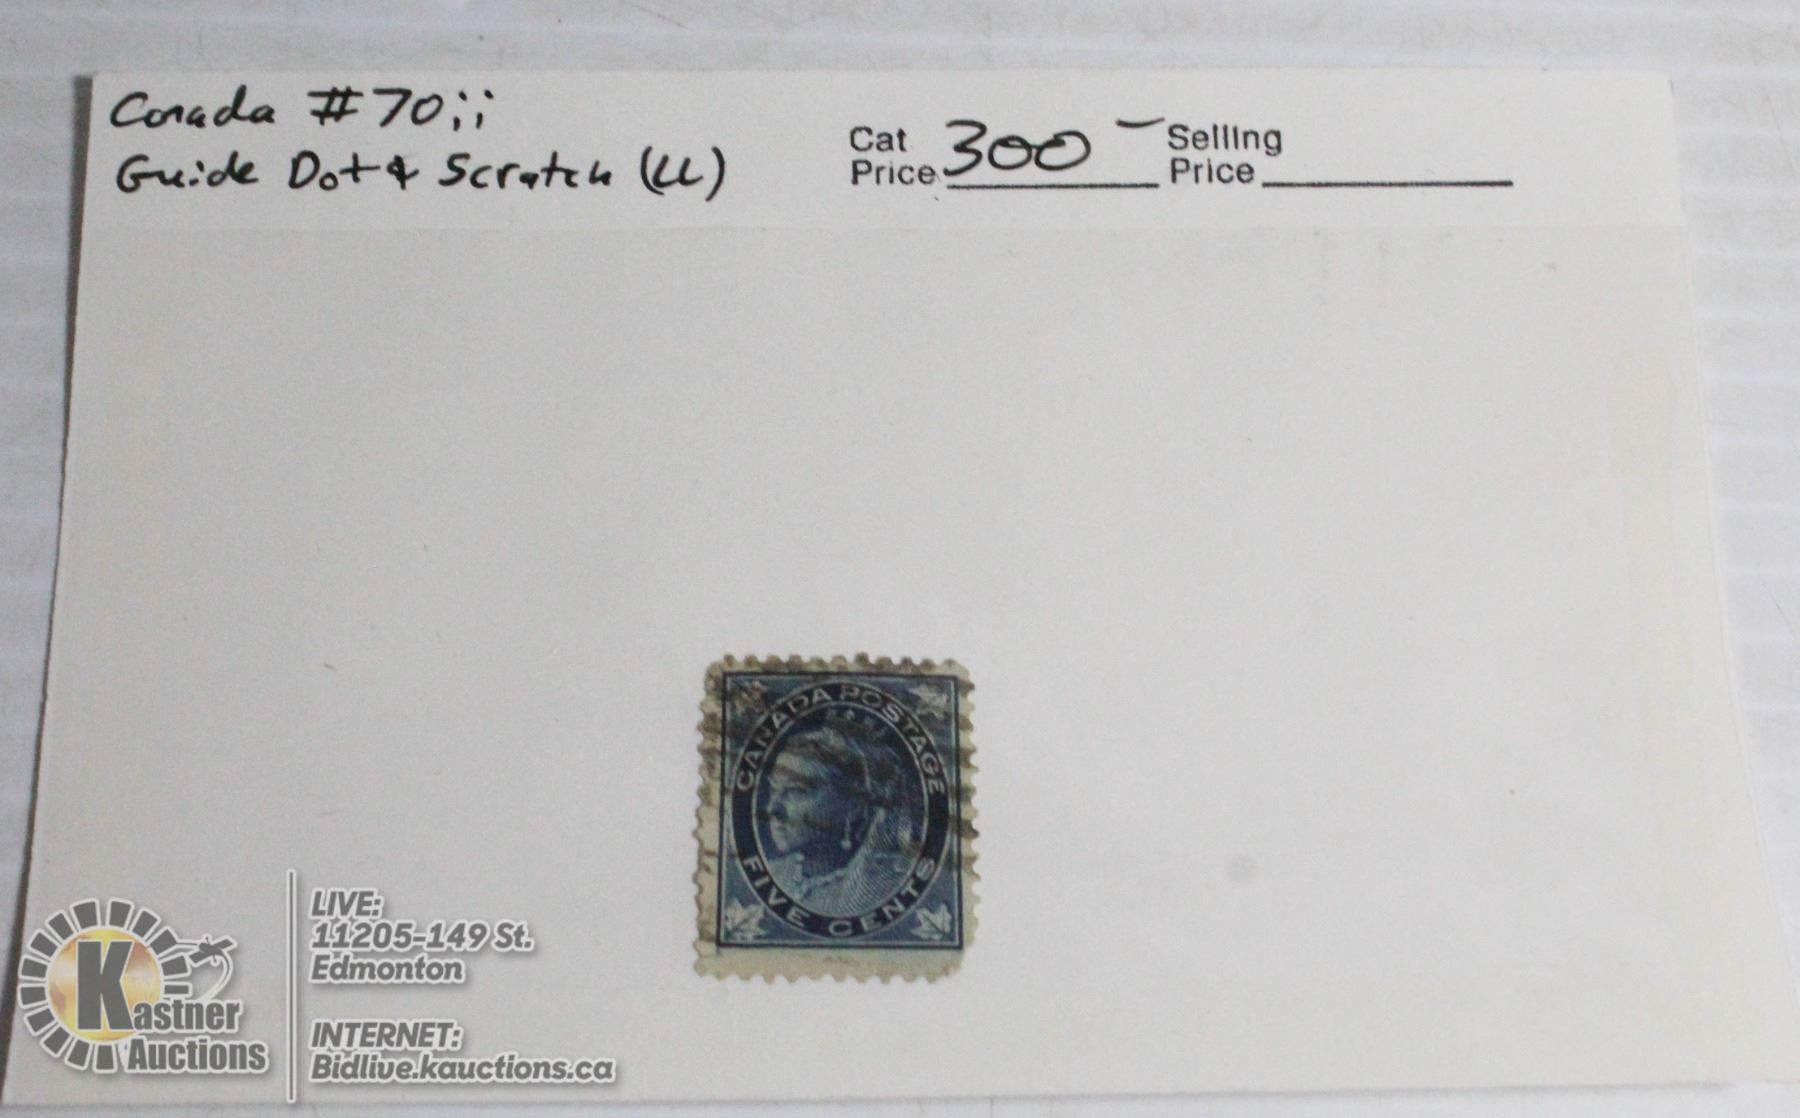 Canada #70ii
Guide Dot & Scratch (LL)
Cat Price 300 -
Selling Price
CANADA POSTAGE
FIVE CENTS
Kastner Auctions
LIVE:
11205-149 St.
Edmonton
INTERNET:
Bidlive.kauctions.ca